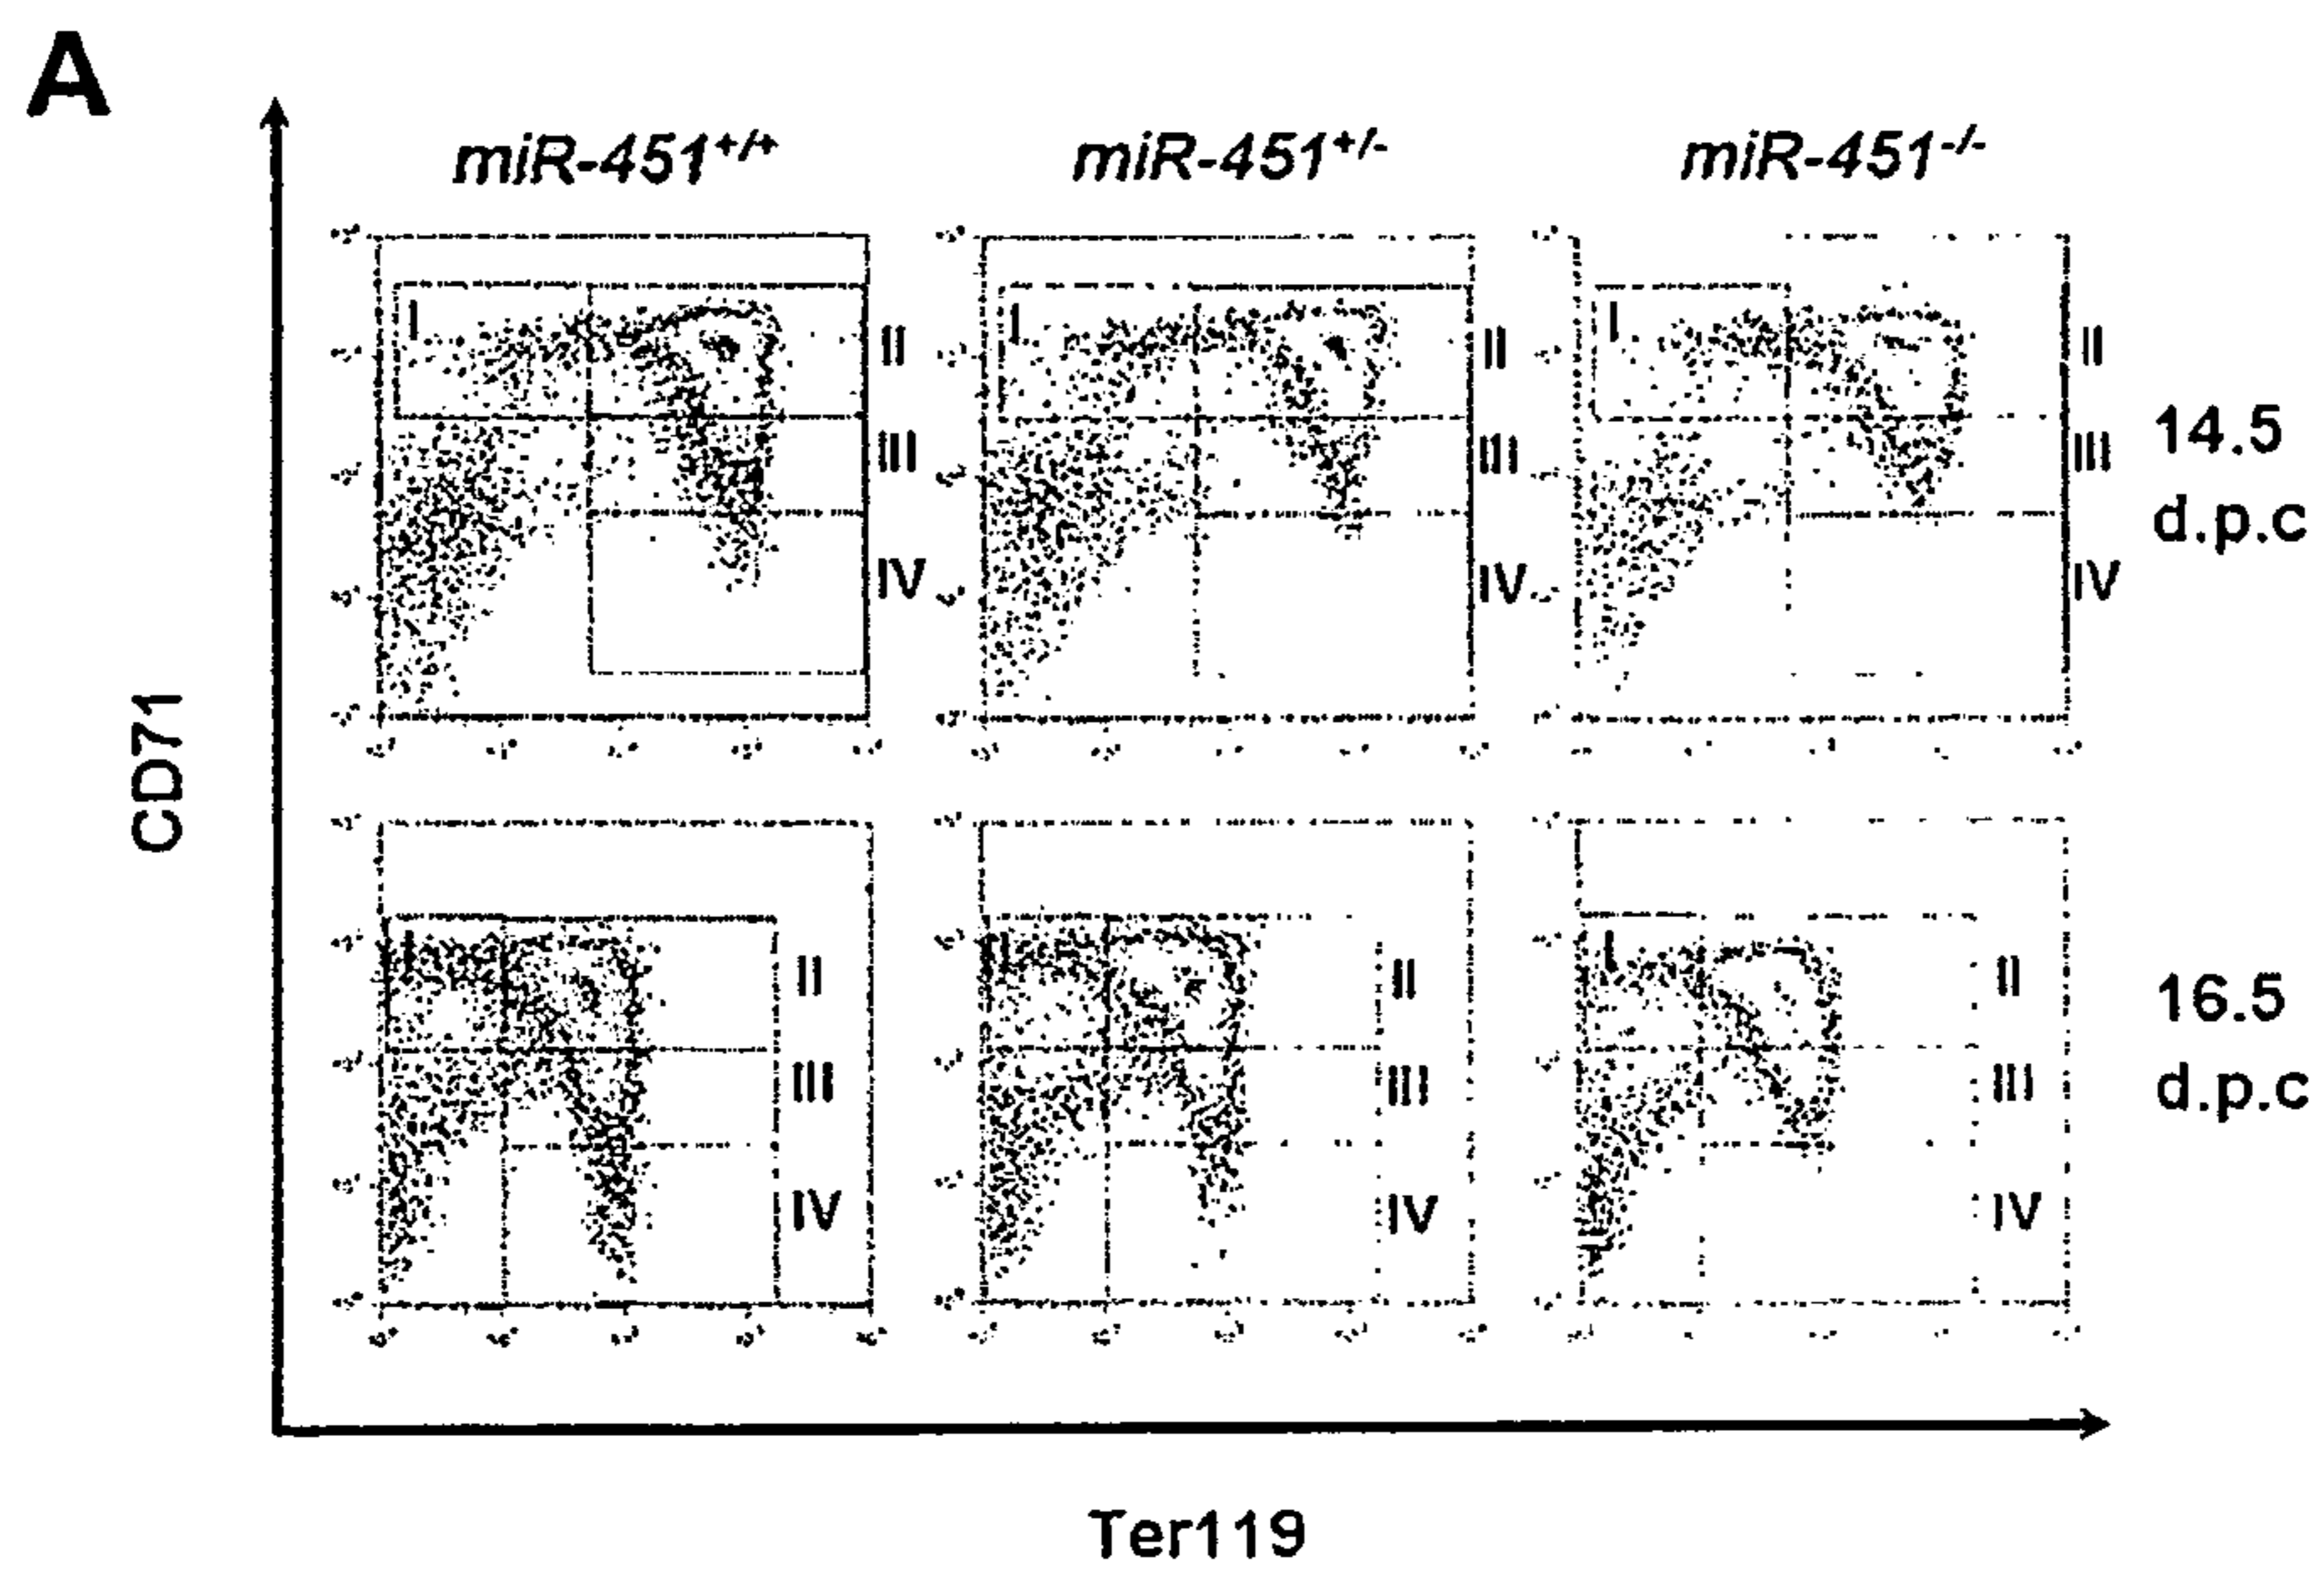 A
miR-451+/+ miR-451+/- miR-451-/-
I II I II I II
III III III
14.5
d.p.c
IV IV IV
CD71
I II I II I II
16.5
d.p.c
III III III
IV IV IV
Ter119